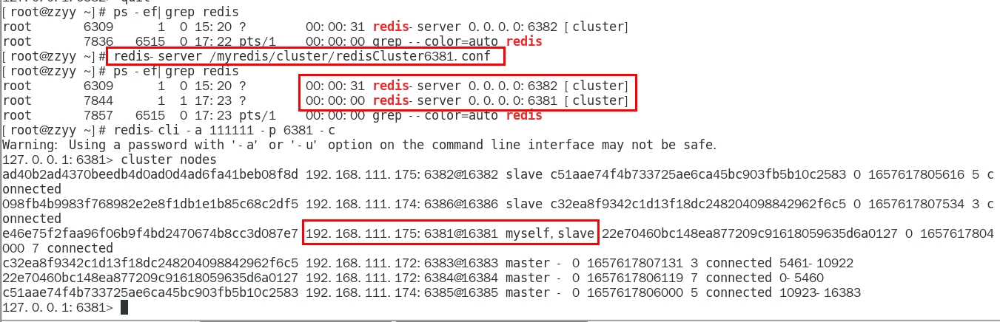 [root@zzyy ~]# ps -ef|grep redis
root 6309 1 0 15:20 ? 00:00:31 redis-server 0.0.0.0:6382 [cluster]
root 7836 6515 0 17:22 pts/1 00:00:00 grep --color=auto redis
[root@zzyy ~]# redis-server /myredis/cluster/redisCluster6381.conf
[root@zzyy ~]# ps -ef|grep redis
root 6309 1 0 15:20 ? 00:00:31 redis-server 0.0.0.0:6382 [cluster]
root 7844 1 1 17:23 ? 00:00:00 redis-server 0.0.0.0:6381 [cluster]
root 7857 6515 0 17:23 pts/1 00:00:00 grep --color=auto redis
[root@zzyy ~]# redis-cli -a 111111 -p 6381 -c
Warning: Using a password with '-a' or '-u' option on the command line interface may not be safe.
127.0.0.1:6381> cluster nodes
ad40b2ad4370beedb4d0ad0d4ad6fa41beb08f8d 192.168.111.175:6382@16382 slave c51aae74f4b733725ae6ca45bc903fb5b10c2583 0 1657617805616 5 c
onnected
098fb4b9983f768982e2e8f1db1e1b85c68c2df5 192.168.111.174:6386@16386 slave c32ea8f9342c1d13f18dc248204098842962f6c5 0 1657617807534 3 c
onnected
e46e75f2faa96f06b9f4bd2470674b8cc3d087e7 192.168.111.175:6381@16381 myself,slave 22e70460bc148ea877209c91618059635d6a0127 0 1657617804
000 7 connected
c32ea8f9342c1d13f18dc248204098842962f6c5 192.168.111.172:6383@16383 master - 0 1657617807131 3 connected 5461-10922
22e70460bc148ea877209c91618059635d6a0127 192.168.111.172:6384@16384 master - 0 1657617806119 7 connected 0-5460
c51aae74f4b733725ae6ca45bc903fb5b10c2583 192.168.111.174:6385@16385 master - 0 1657617806000 5 connected 10923-16383
127.0.0.1:6381>